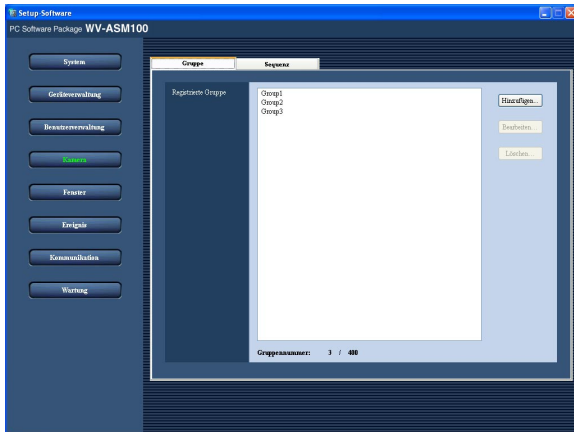 Setup-Software
PC Software Package WV-ASM100
System
Geräteverwaltung
Benutzerverwaltung
Kamera
Fenster
Ereignis
Kommunikation
Wartung
Gruppe
Sequenz
Registrierte Gruppe
Group1
Group2
Group3
Hinzufügen...
Bearbeiten...
Löschen...
Gruppennummer: 3 / 400